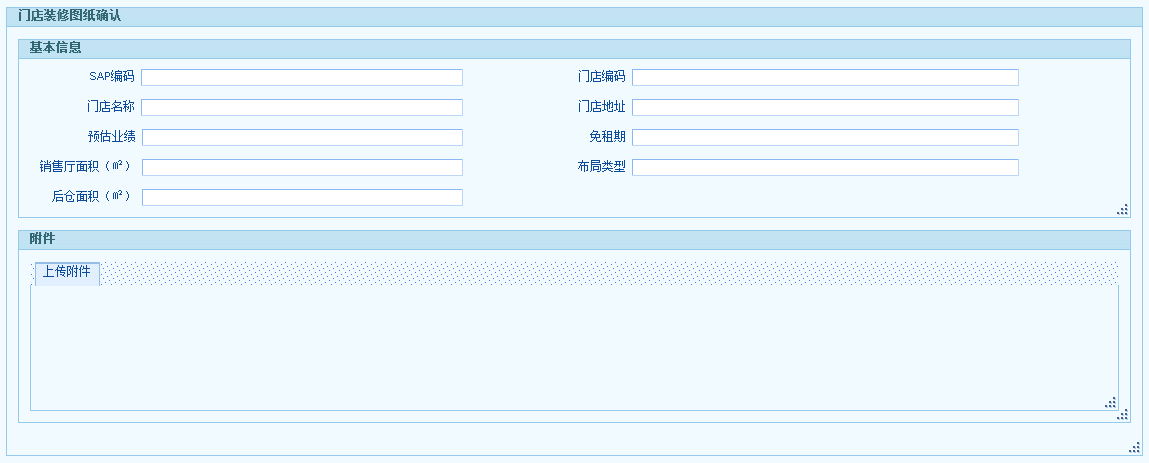 门店装修图纸确认
基本信息
SAP编码 门店编码
门店名称 门店地址
预估业绩 免租期
销售厅面积（㎡） 布局类型
后仓面积（㎡）
附件
上传附件